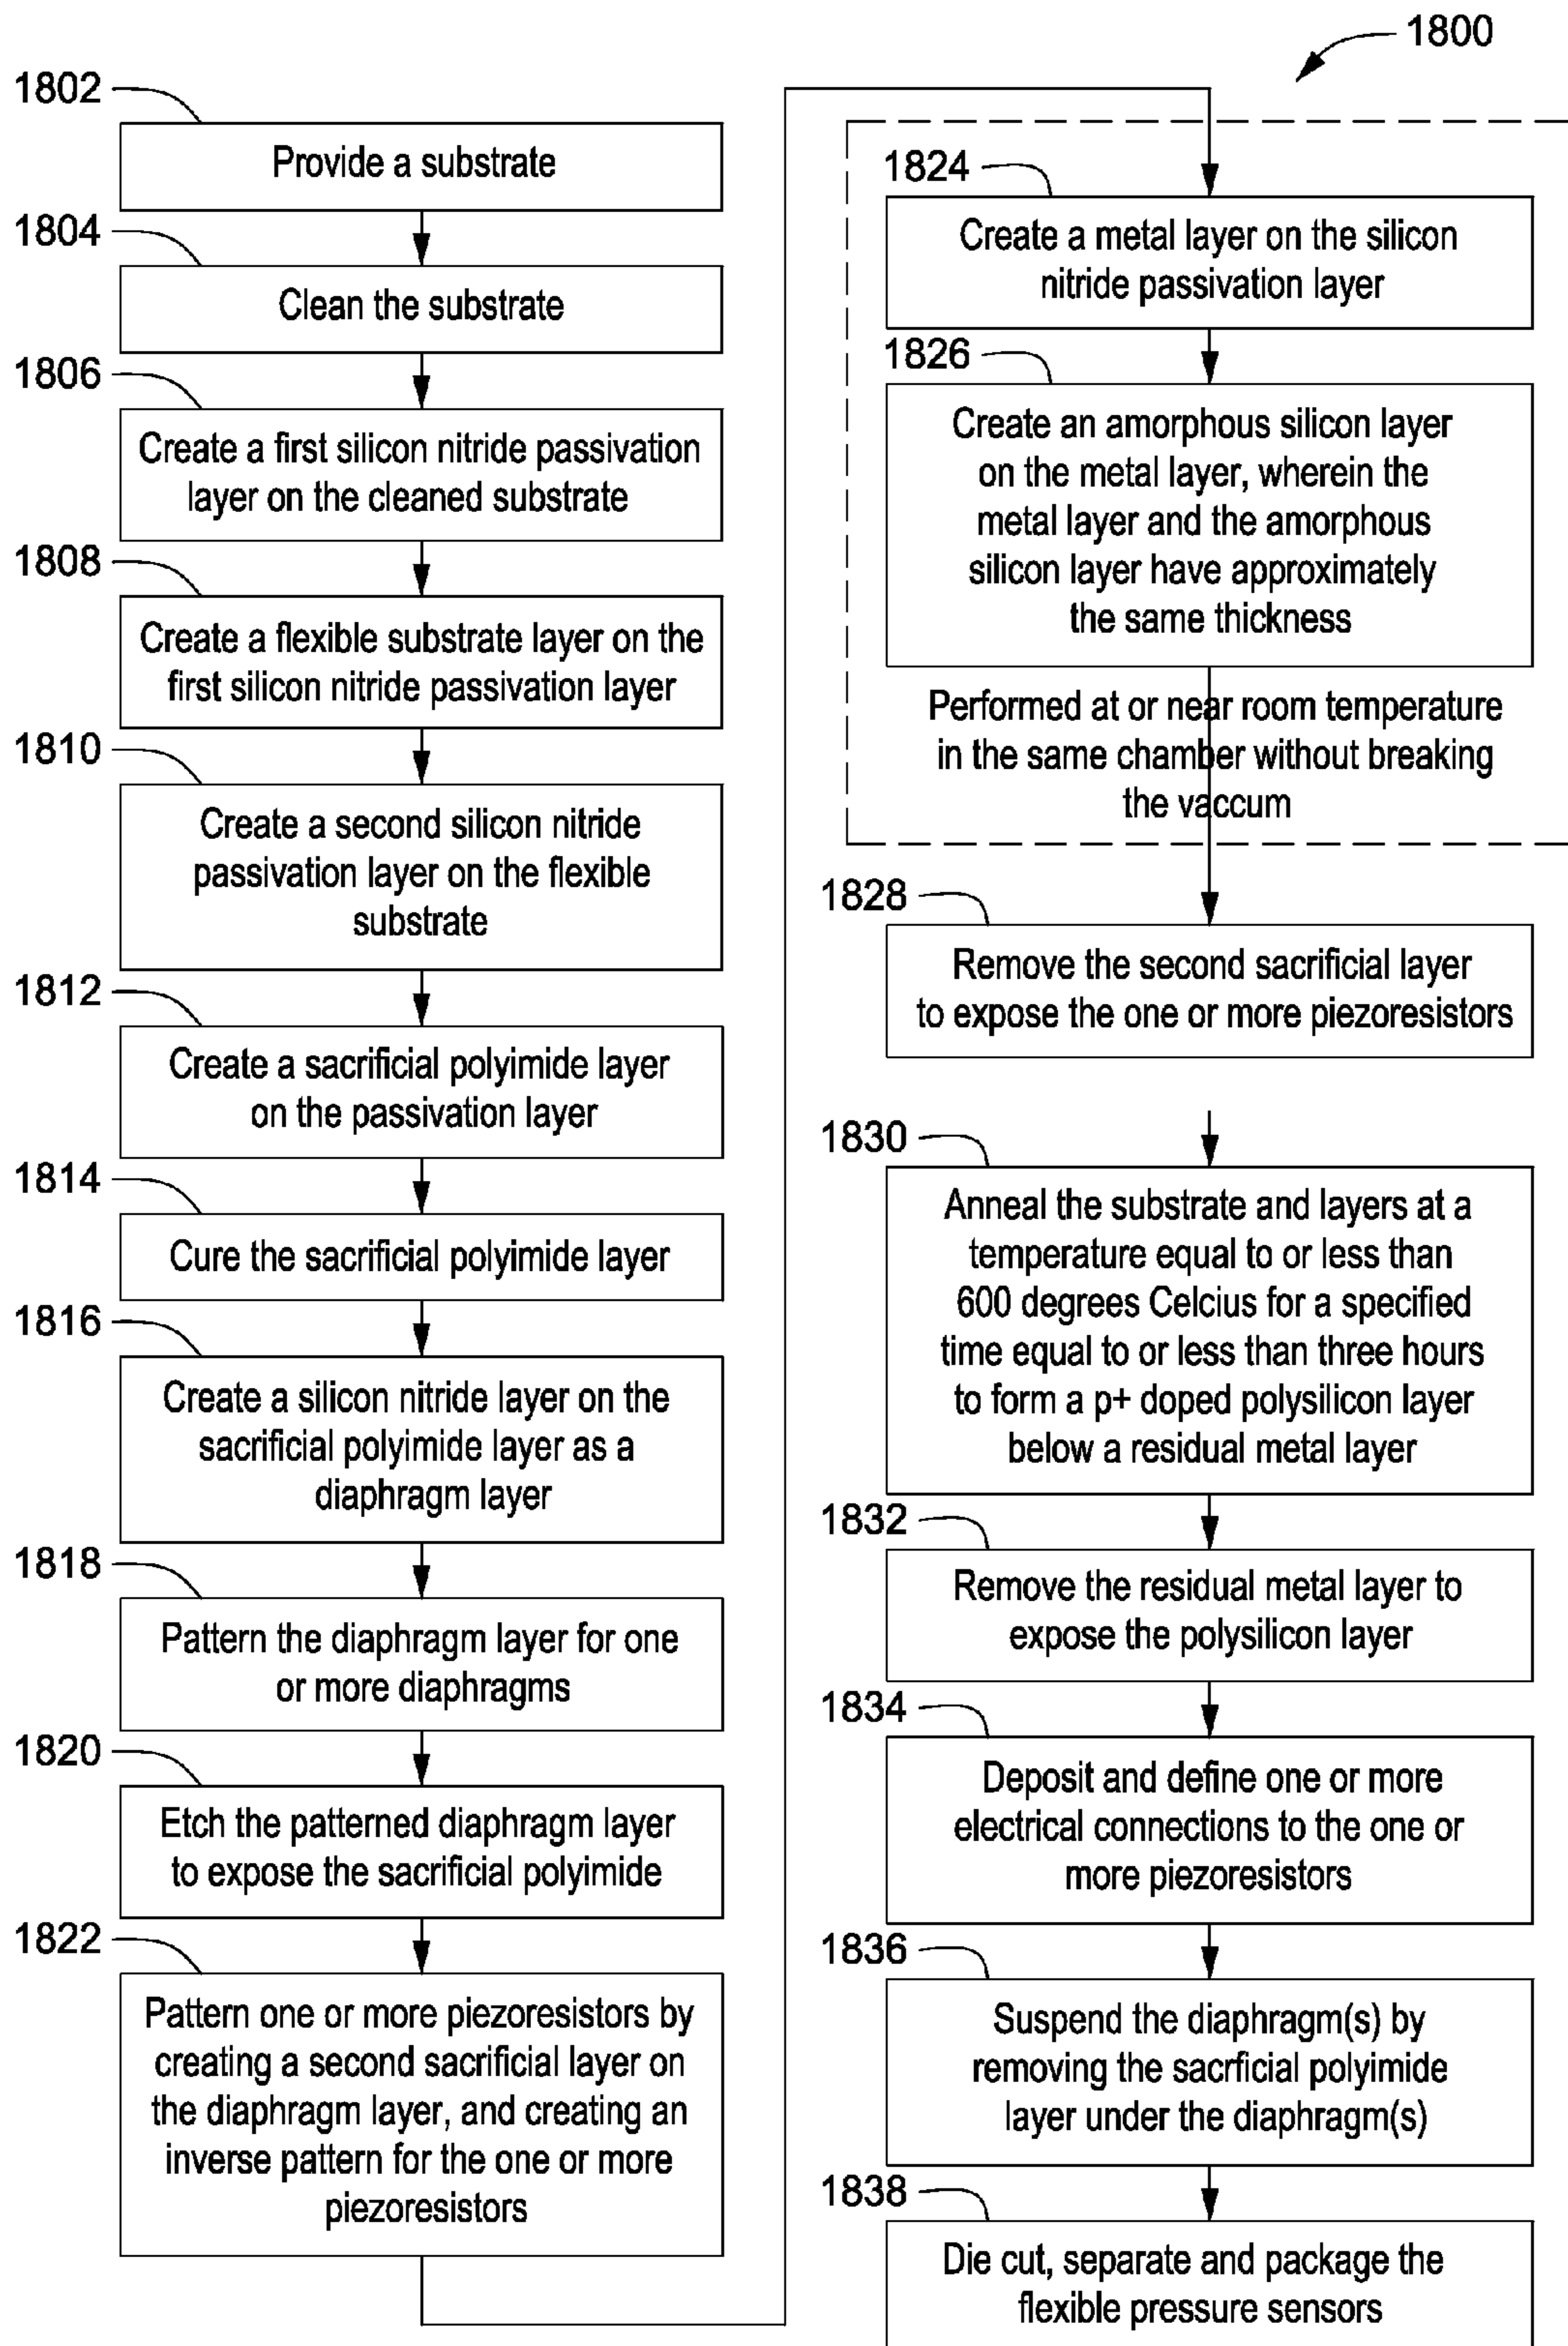 1800
1802
Provide a substrate
1804
Clean the substrate
1806
Create a first silicon nitride passivation
layer on the cleaned substrate
1808
Create a flexible substrate layer on the
first silicon nitride passivation layer
1810
Create a second silicon nitride
passivation layer on the flexible
substrate
1812
Create a sacrificial polyimide layer
on the passivation layer
1814
Cure the sacrificial polyimide layer
1816
Create a silicon nitride layer on the
sacrificial polyimide layer as a
diaphragm layer
1818
Pattern the diaphragm layer for one
or more diaphragms
1820
Etch the patterned diaphragm layer
to expose the sacrificial polyimide
1822
Pattern one or more piezoresistors by
creating a second sacrificial layer on
the diaphragm layer, and creating an
inverse pattern for the one or more
piezoresistors
1824
Create a metal layer on the silicon
nitride passivation layer
1826
Create an amorphous silicon layer
on the metal layer, wherein the
metal layer and the amorphous
silicon layer have approximately
the same thickness
Performed at or near room temperature
in the same chamber without breaking
the vaccum
1828
Remove the second sacrificial layer
to expose the one or more piezoresistors
1830
Anneal the substrate and layers at a
temperature equal to or less than
600 degrees Celcius for a specified
time equal to or less than three hours
to form a p+ doped polysilicon layer
below a residual metal layer
1832
Remove the residual metal layer to
expose the polysilicon layer
1834
Deposit and define one or more
electrical connections to the one or
more piezoresistors
1836
Suspend the diaphragm(s) by
removing the sacrficial polyimide
layer under the diaphragm(s)
1838
Die cut, separate and package the
flexible pressure sensors